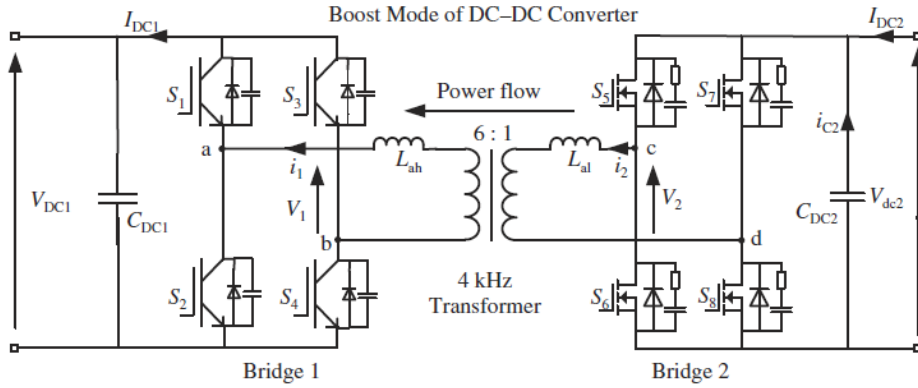 Boost Mode of DC–DC Converter
I_DC1
I_DC2
S_1
S_3
Power flow
S_5
S_7
6 : 1
a
i_1
L_ah
L_al
i_2
c
i_C2
V_DC1
C_DC1
V_1
V_2
C_DC2
V_dc2
b
d
S_2
S_4
4 kHz
Transformer
S_6
S_8
Bridge 1
Bridge 2